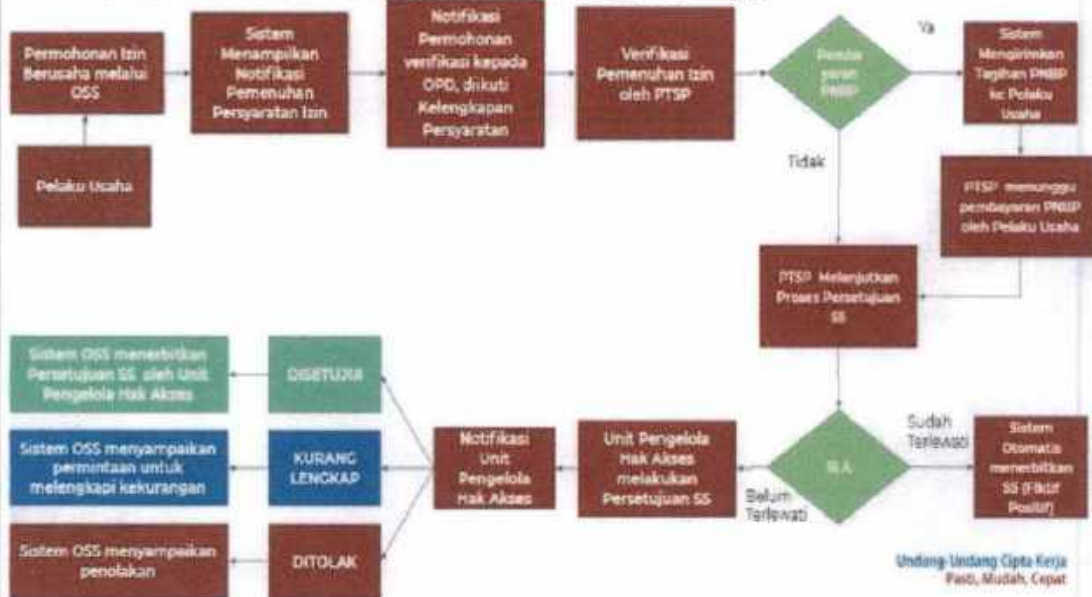 Permohonan Izin
Berusaha melalui
OSS
Pelaku Usaha
Sistem
Menampilkan
Notifikasi
Pemenuhan
Persyaratan Izin
Notifikasi
Permohonan
verifikasi kepada
OPD, diikuti
Kelengkapan
Persyaratan
Verifikasi
Pemenuhan Izin
oleh PTSP
Pemba
yaran
PNBP
Ya
Sistem
Mengirimkan
Tagihan PNBP
ke Pelaku
Usaha
Tidak
PTSP menunggu
pembayaran PNBP
oleh Pelaku Usaha
PTSP Melanjutkan
Proses Persetujuan
SS
SLA
Sudah
Terlewati
Sistem
Otomatis
menerbitkan
SS (Fiktif
Positif)
Belum
Terlewati
Unit Pengelola
Hak Akses
melakukan
Persetujuan SS
Notifikasi
Unit
Pengelola
Hak Akses
DISETUJUI
Sistem OSS menerbitkan
Persetujuan SS oleh Unit
Pengelola Hak Akses
KURANG
LENGKAP
Sistem OSS menyampaikan
permintaan untuk
melengkapi kekurangan
DITOLAK
Sistem OSS menyampaikan
penolakan
Undang-Undang Cipta Kerja
Pasti, Mudah, Cepat